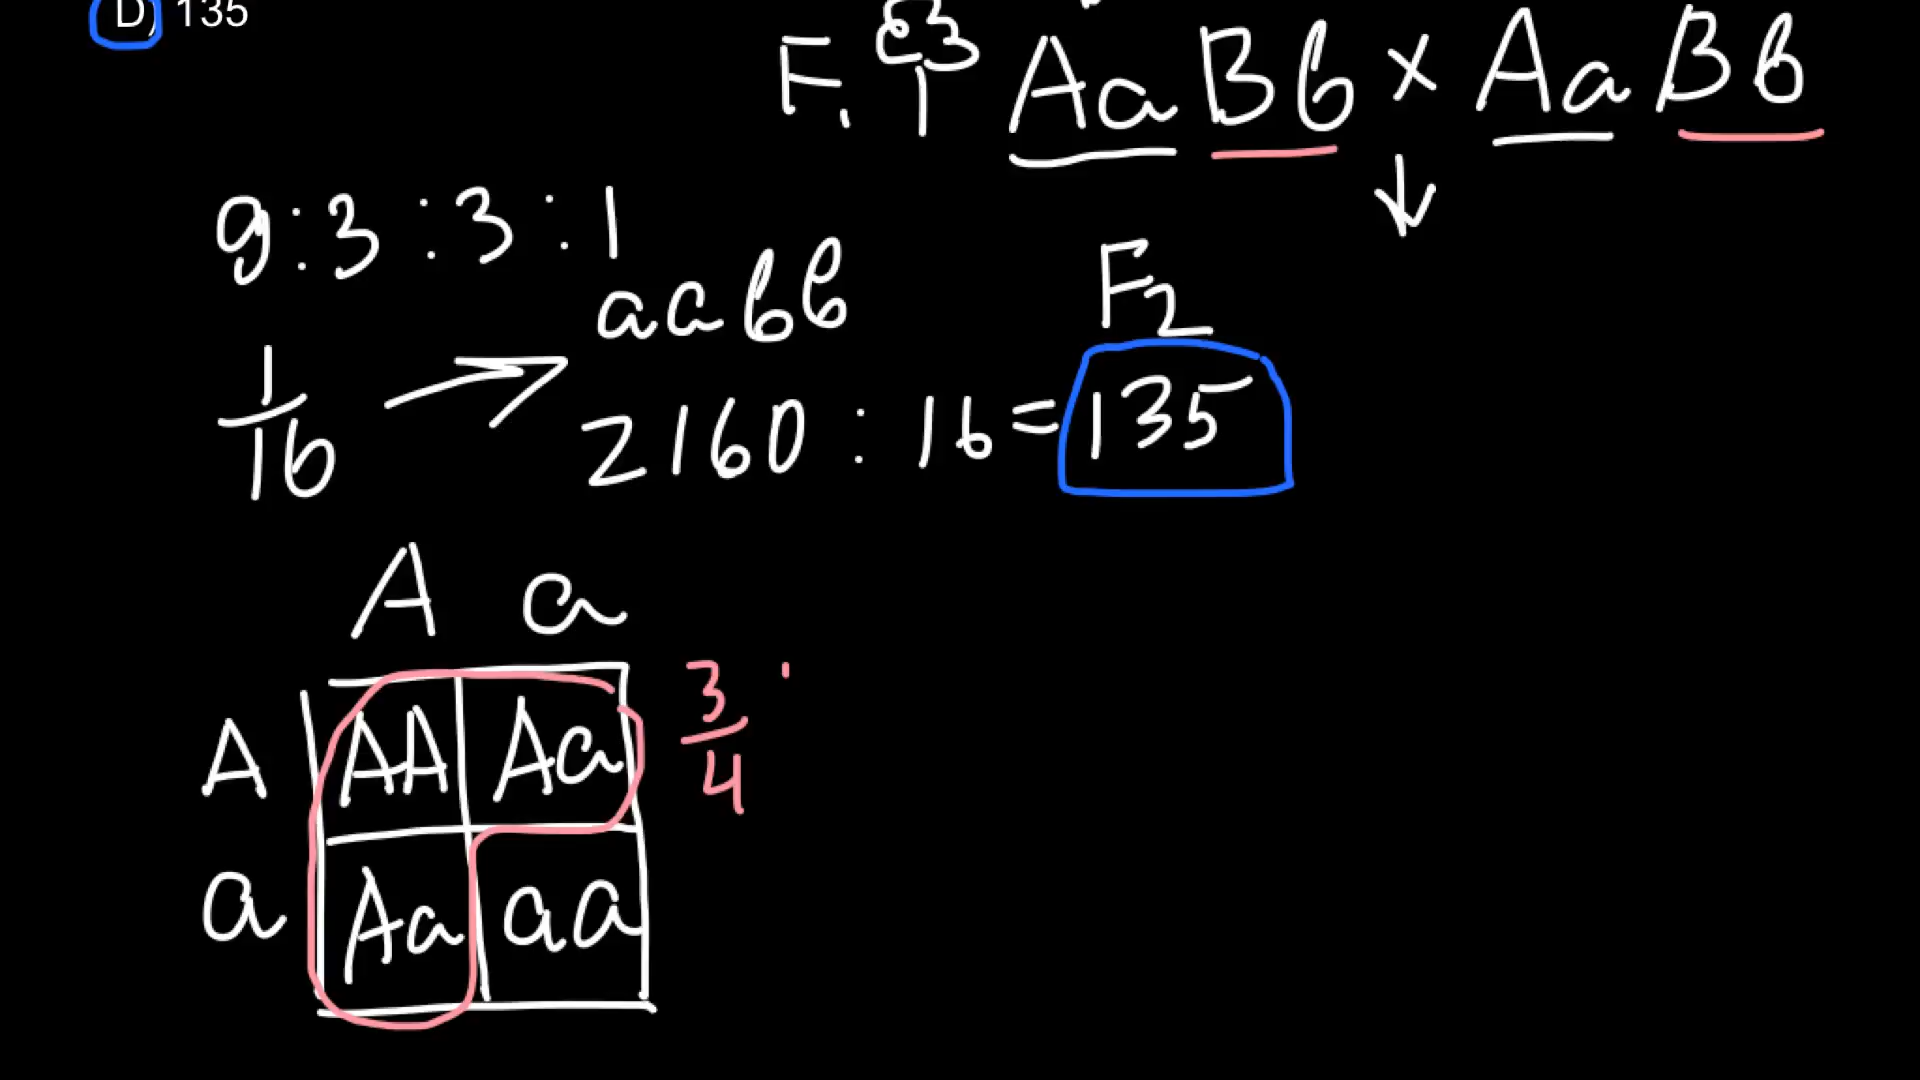 D) 135
F₁ AaBb × AaBb
↓
9 : 3 : 3 : 1
aabb
F₂
1/16 → 2160 : 16 = 135
A a
A AA Aa 3/4
a Aa aa